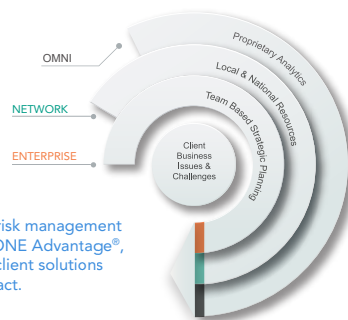 OMNI
NETWORK
ENTERPRISE
Proprietary Analytics
Local & National Resources
Team Based Strategic Planning
Client
Business
Issues &
Challenges
risk management
ONE Advantage®,
client solutions
act.